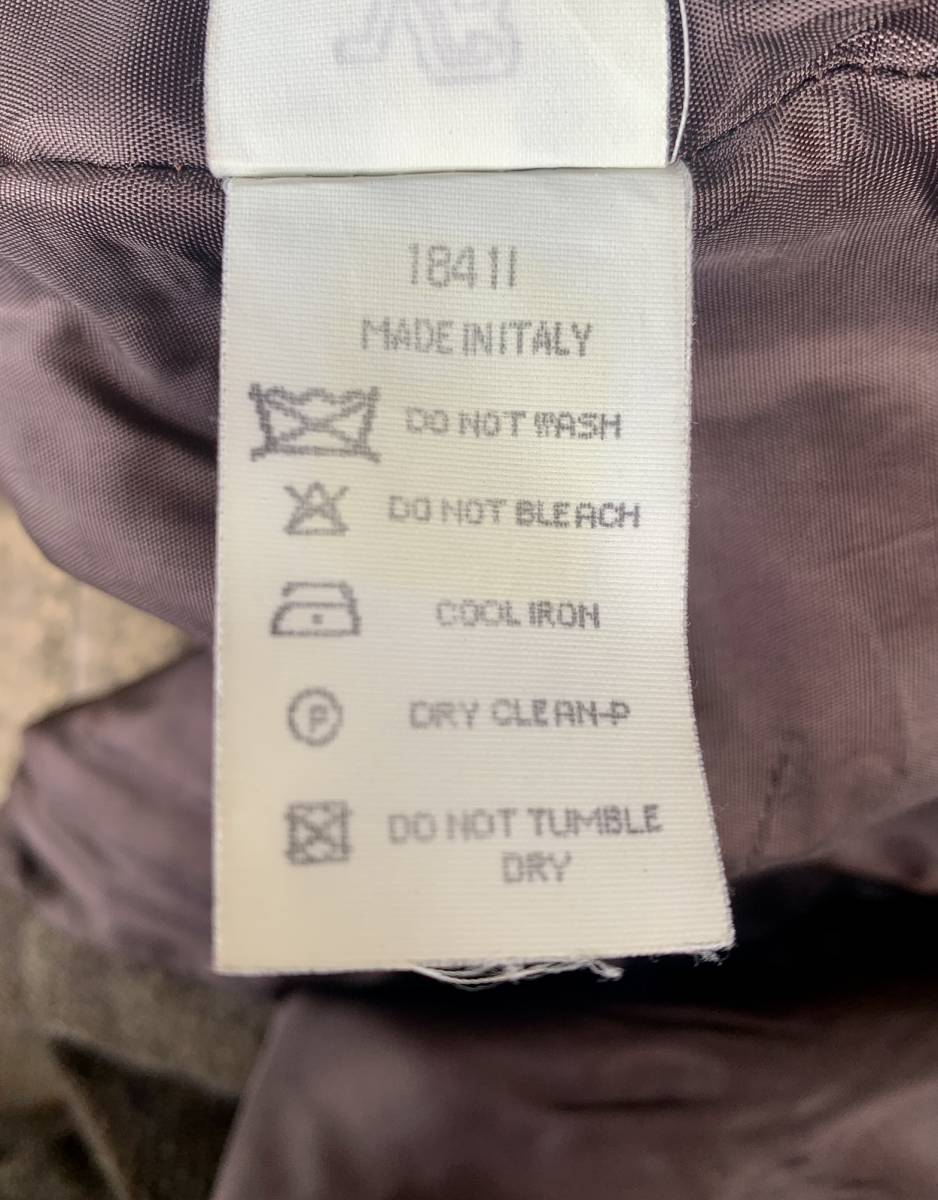 18411
MADE IN ITALY
DO NOT WASH
DO NOT BLEACH
COOL IRON
P
DRY CLEAN-P
DO NOT TUMBLE
DRY